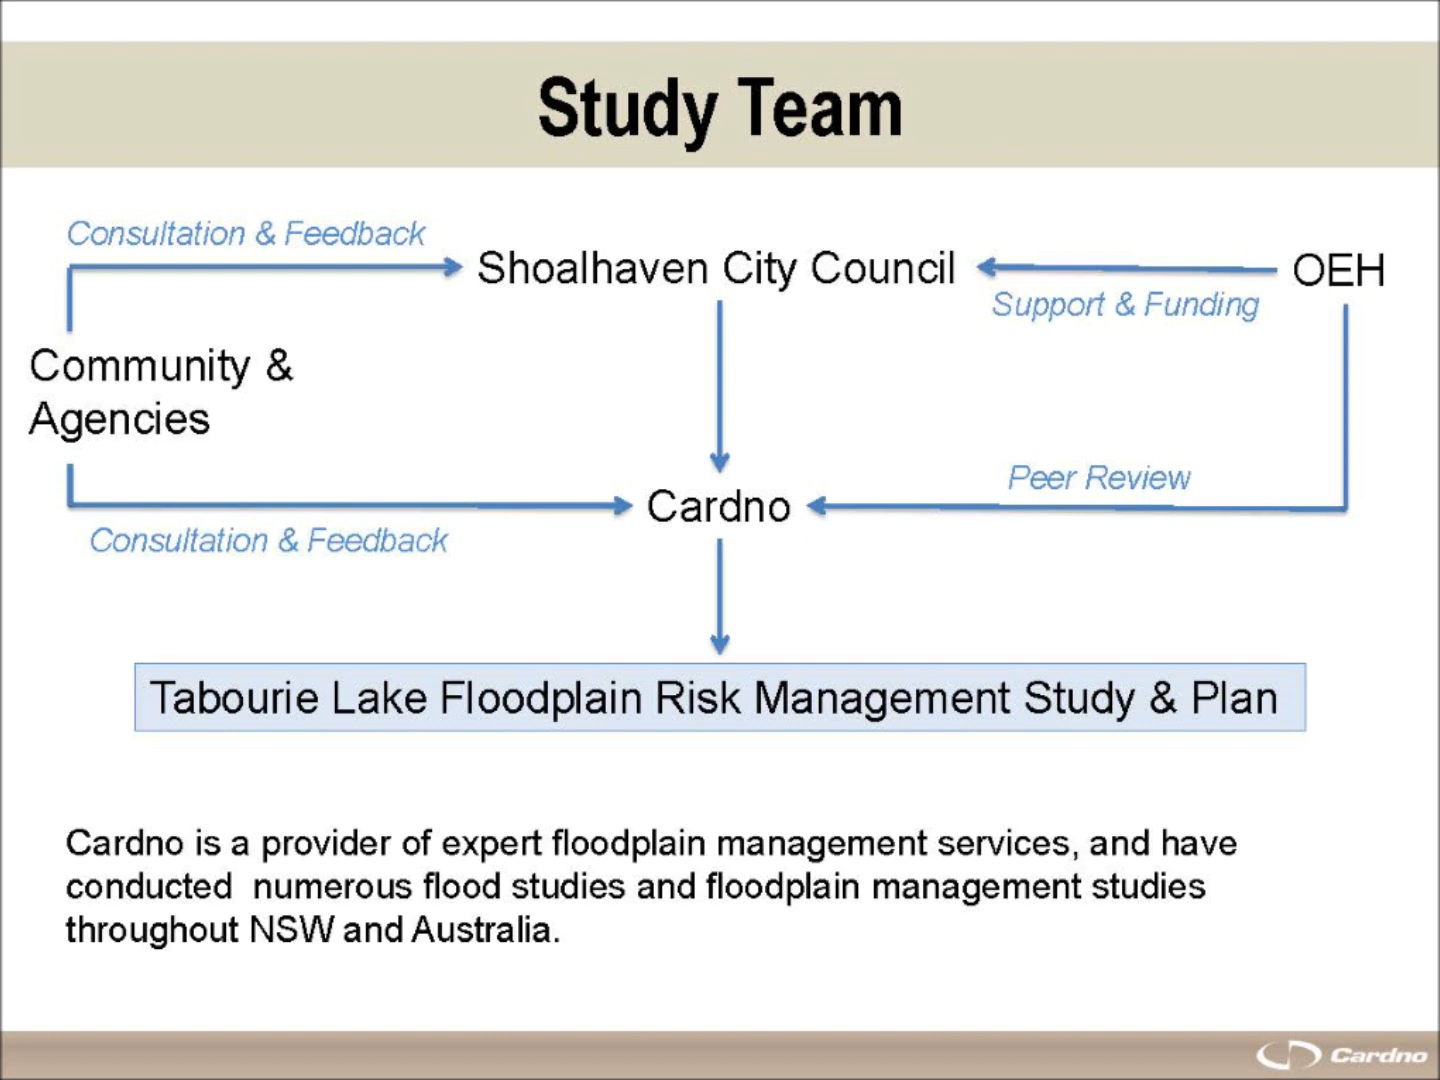 Study Team
Consultation & Feedback
Shoalhaven City Council
OEH
Support & Funding
Community &
Agencies
Peer Review
Cardno
Consultation & Feedback
Tabourie Lake Floodplain Risk Management Study & Plan
Cardno is a provider of expert floodplain management services, and have
conducted  numerous flood studies and floodplain management studies
throughout NSW and Australia.
Cardno